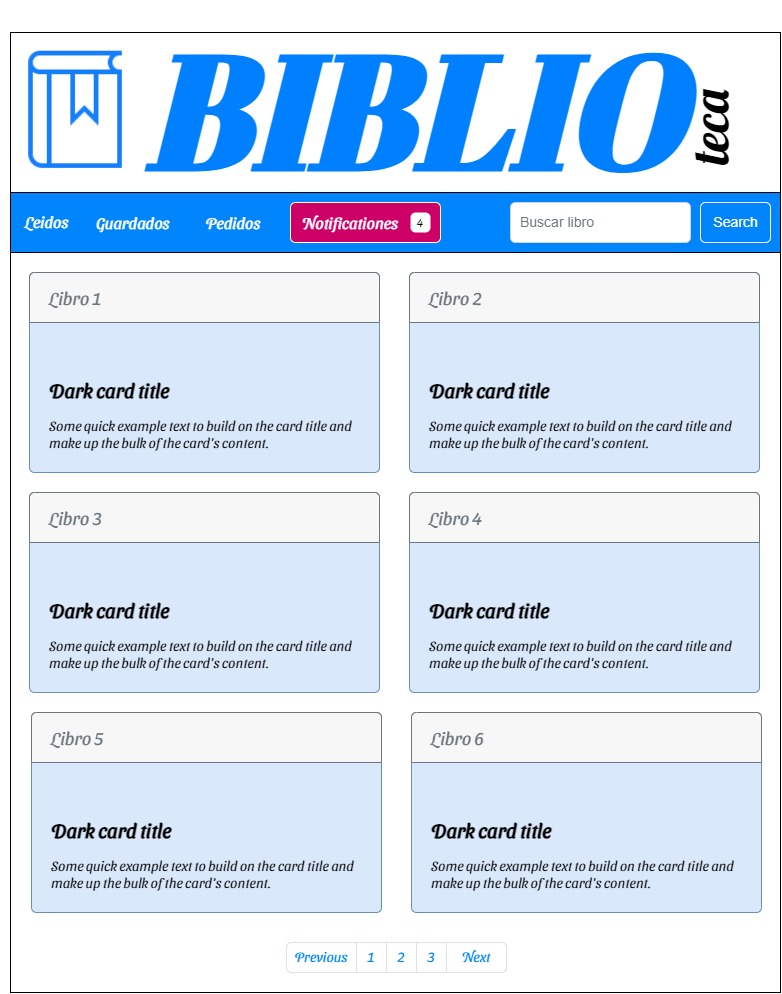 BIBLIO
teca
Leidos Guardados Pedidos Notificationes 4 Buscar libro Search
Libro 1
Dark card title
Some quick example text to build on the card title and
make up the bulk of the card's content.
Libro 2
Dark card title
Some quick example text to build on the card title and
make up the bulk of the card's content.
Libro 3
Dark card title
Some quick example text to build on the card title and
make up the bulk of the card's content.
Libro 4
Dark card title
Some quick example text to build on the card title and
make up the bulk of the card's content.
Libro 5
Dark card title
Some quick example text to build on the card title and
make up the bulk of the card's content.
Libro 6
Dark card title
Some quick example text to build on the card title and
make up the bulk of the card's content.
Previous 1 2 3 Next